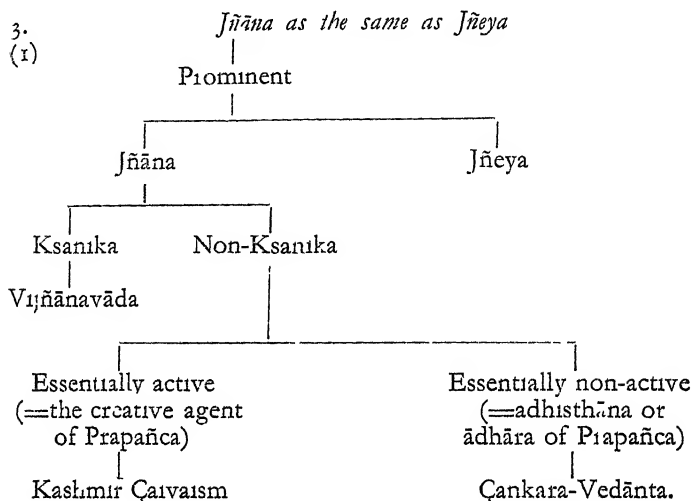 3.
(1)
Jñāna as the same as Jñeya
Prominent
Jñāna Jñeya
Ksanika Non-Ksanika
Vijñānavāda
Essentially active Essentially non-active
(=the creative agent (=adhisthāna or
of Prapañca) ādhāra of Prapañca)
Kashmir Çaivaism Çankara-Vedānta.